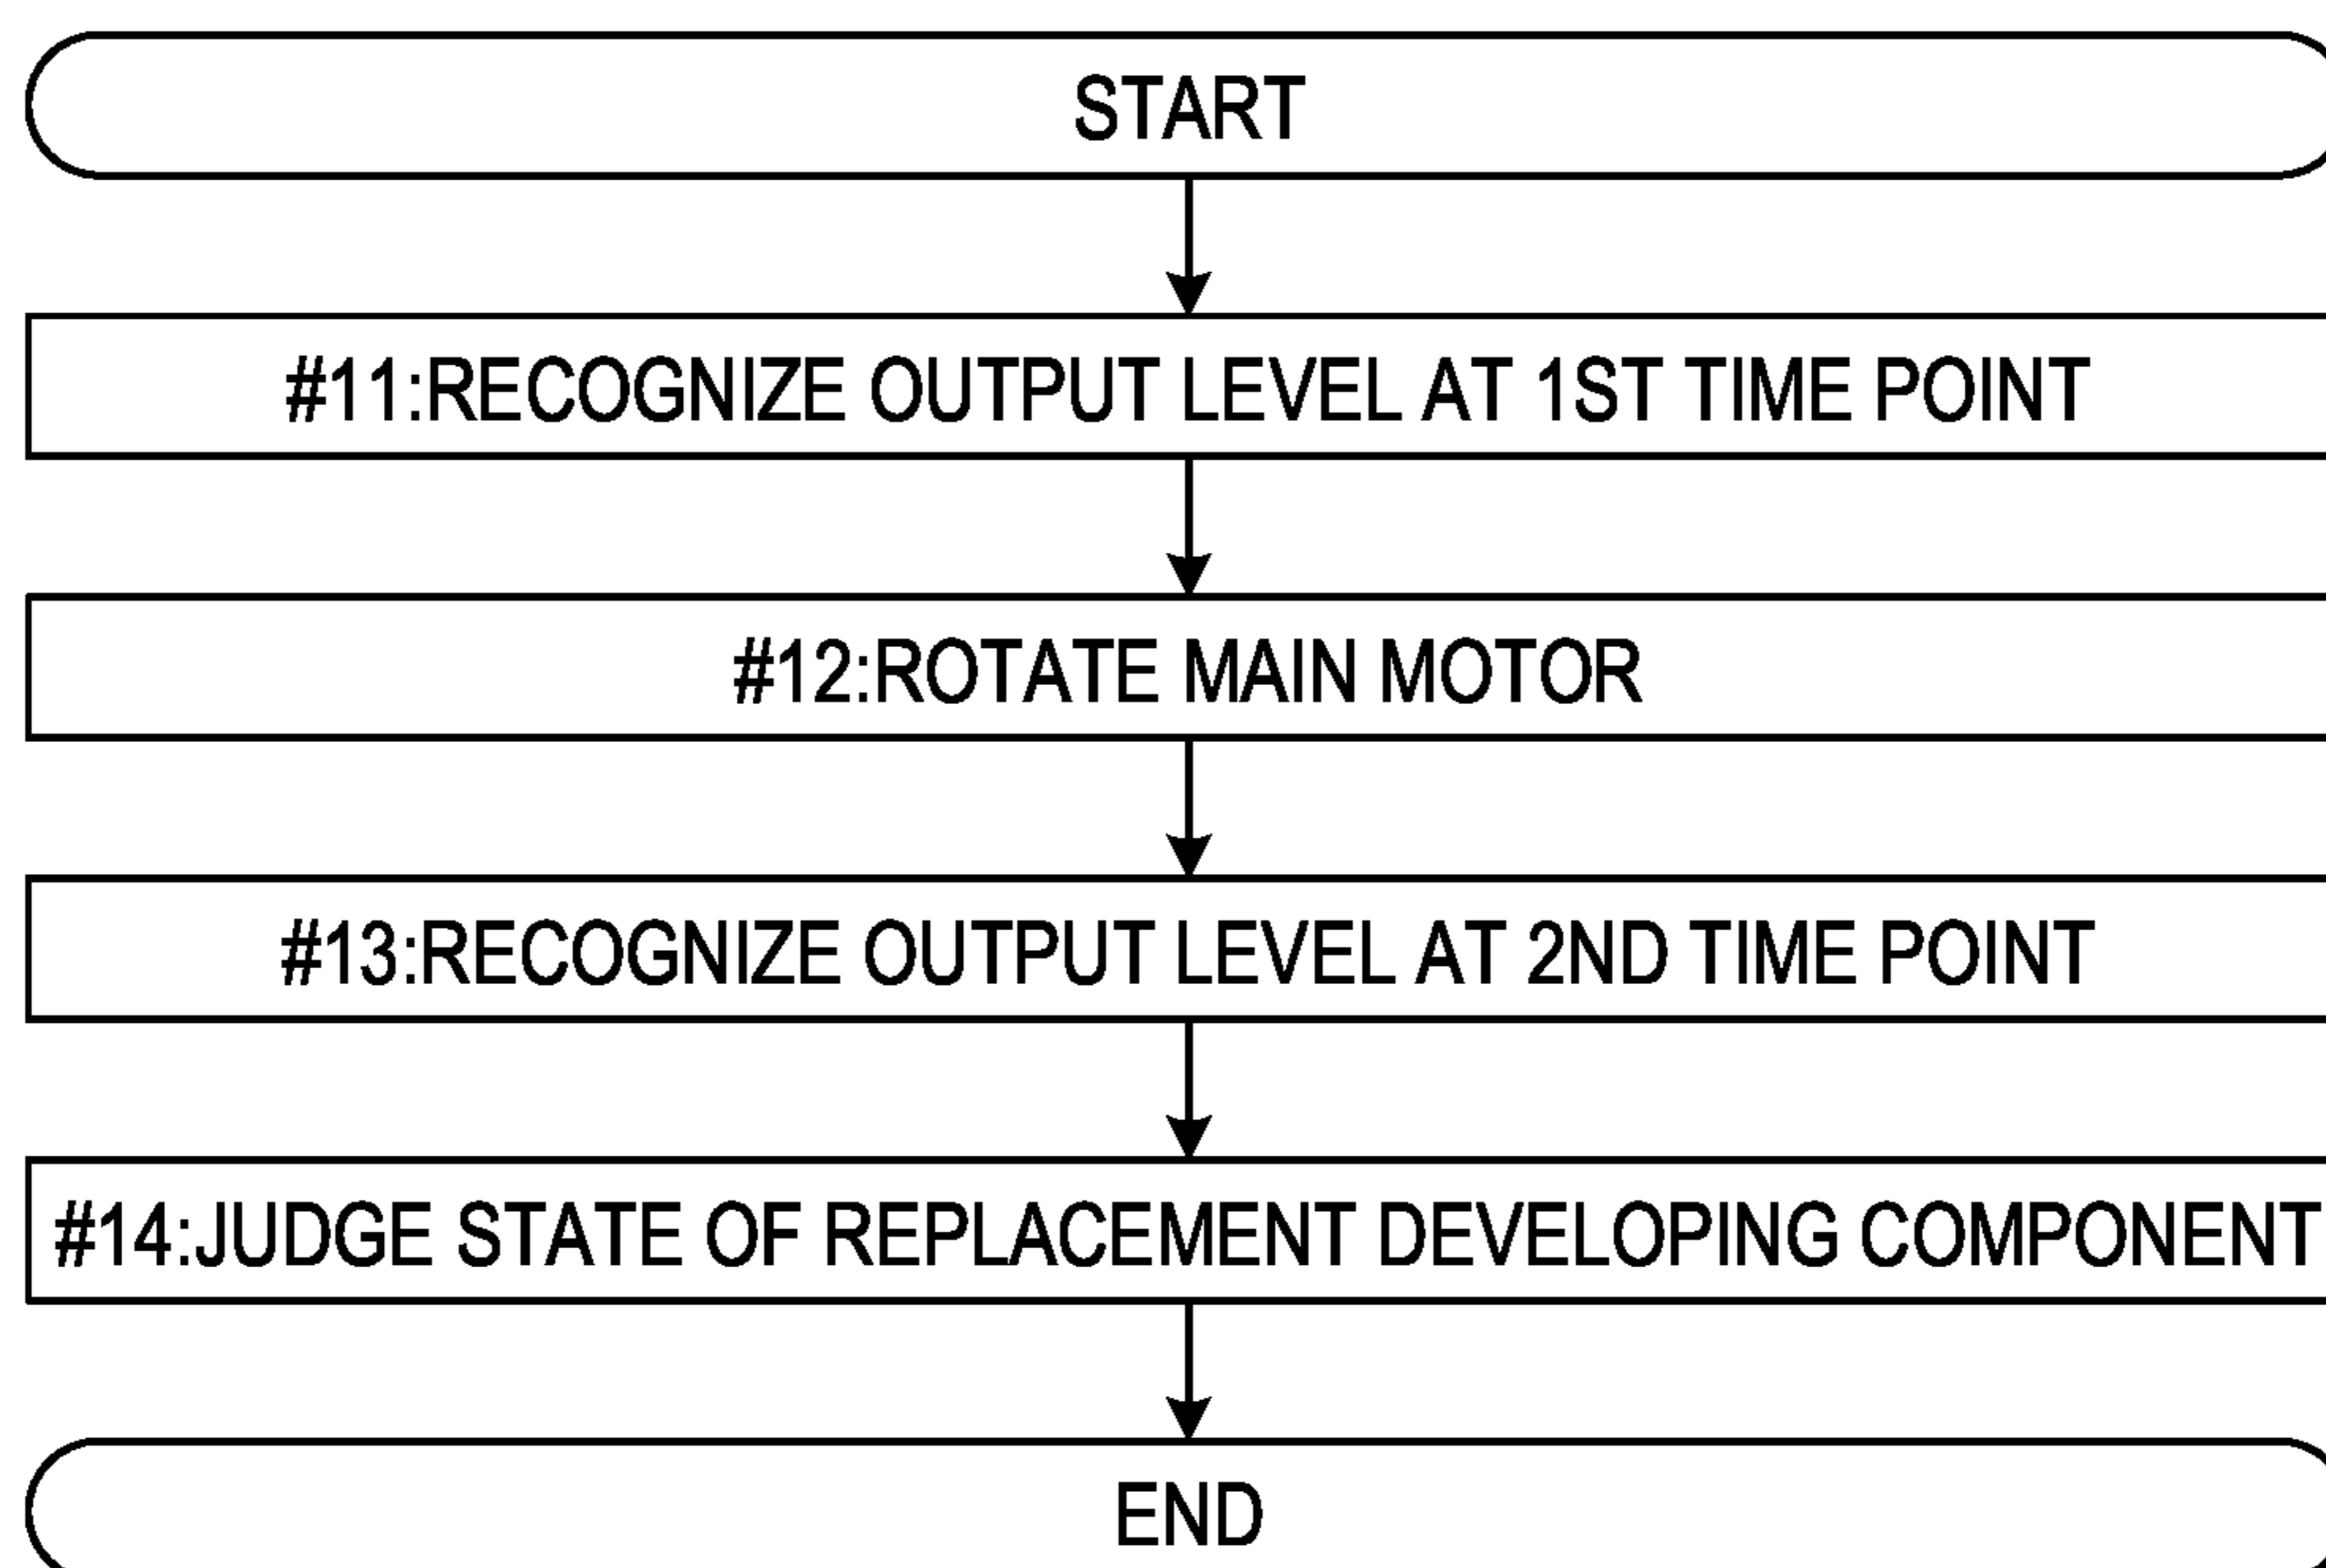 START
#11:RECOGNIZE OUTPUT LEVEL AT 1ST TIME POINT
#12:ROTATE MAIN MOTOR
#13:RECOGNIZE OUTPUT LEVEL AT 2ND TIME POINT
#14:JUDGE STATE OF REPLACEMENT DEVELOPING COMPONENT
END